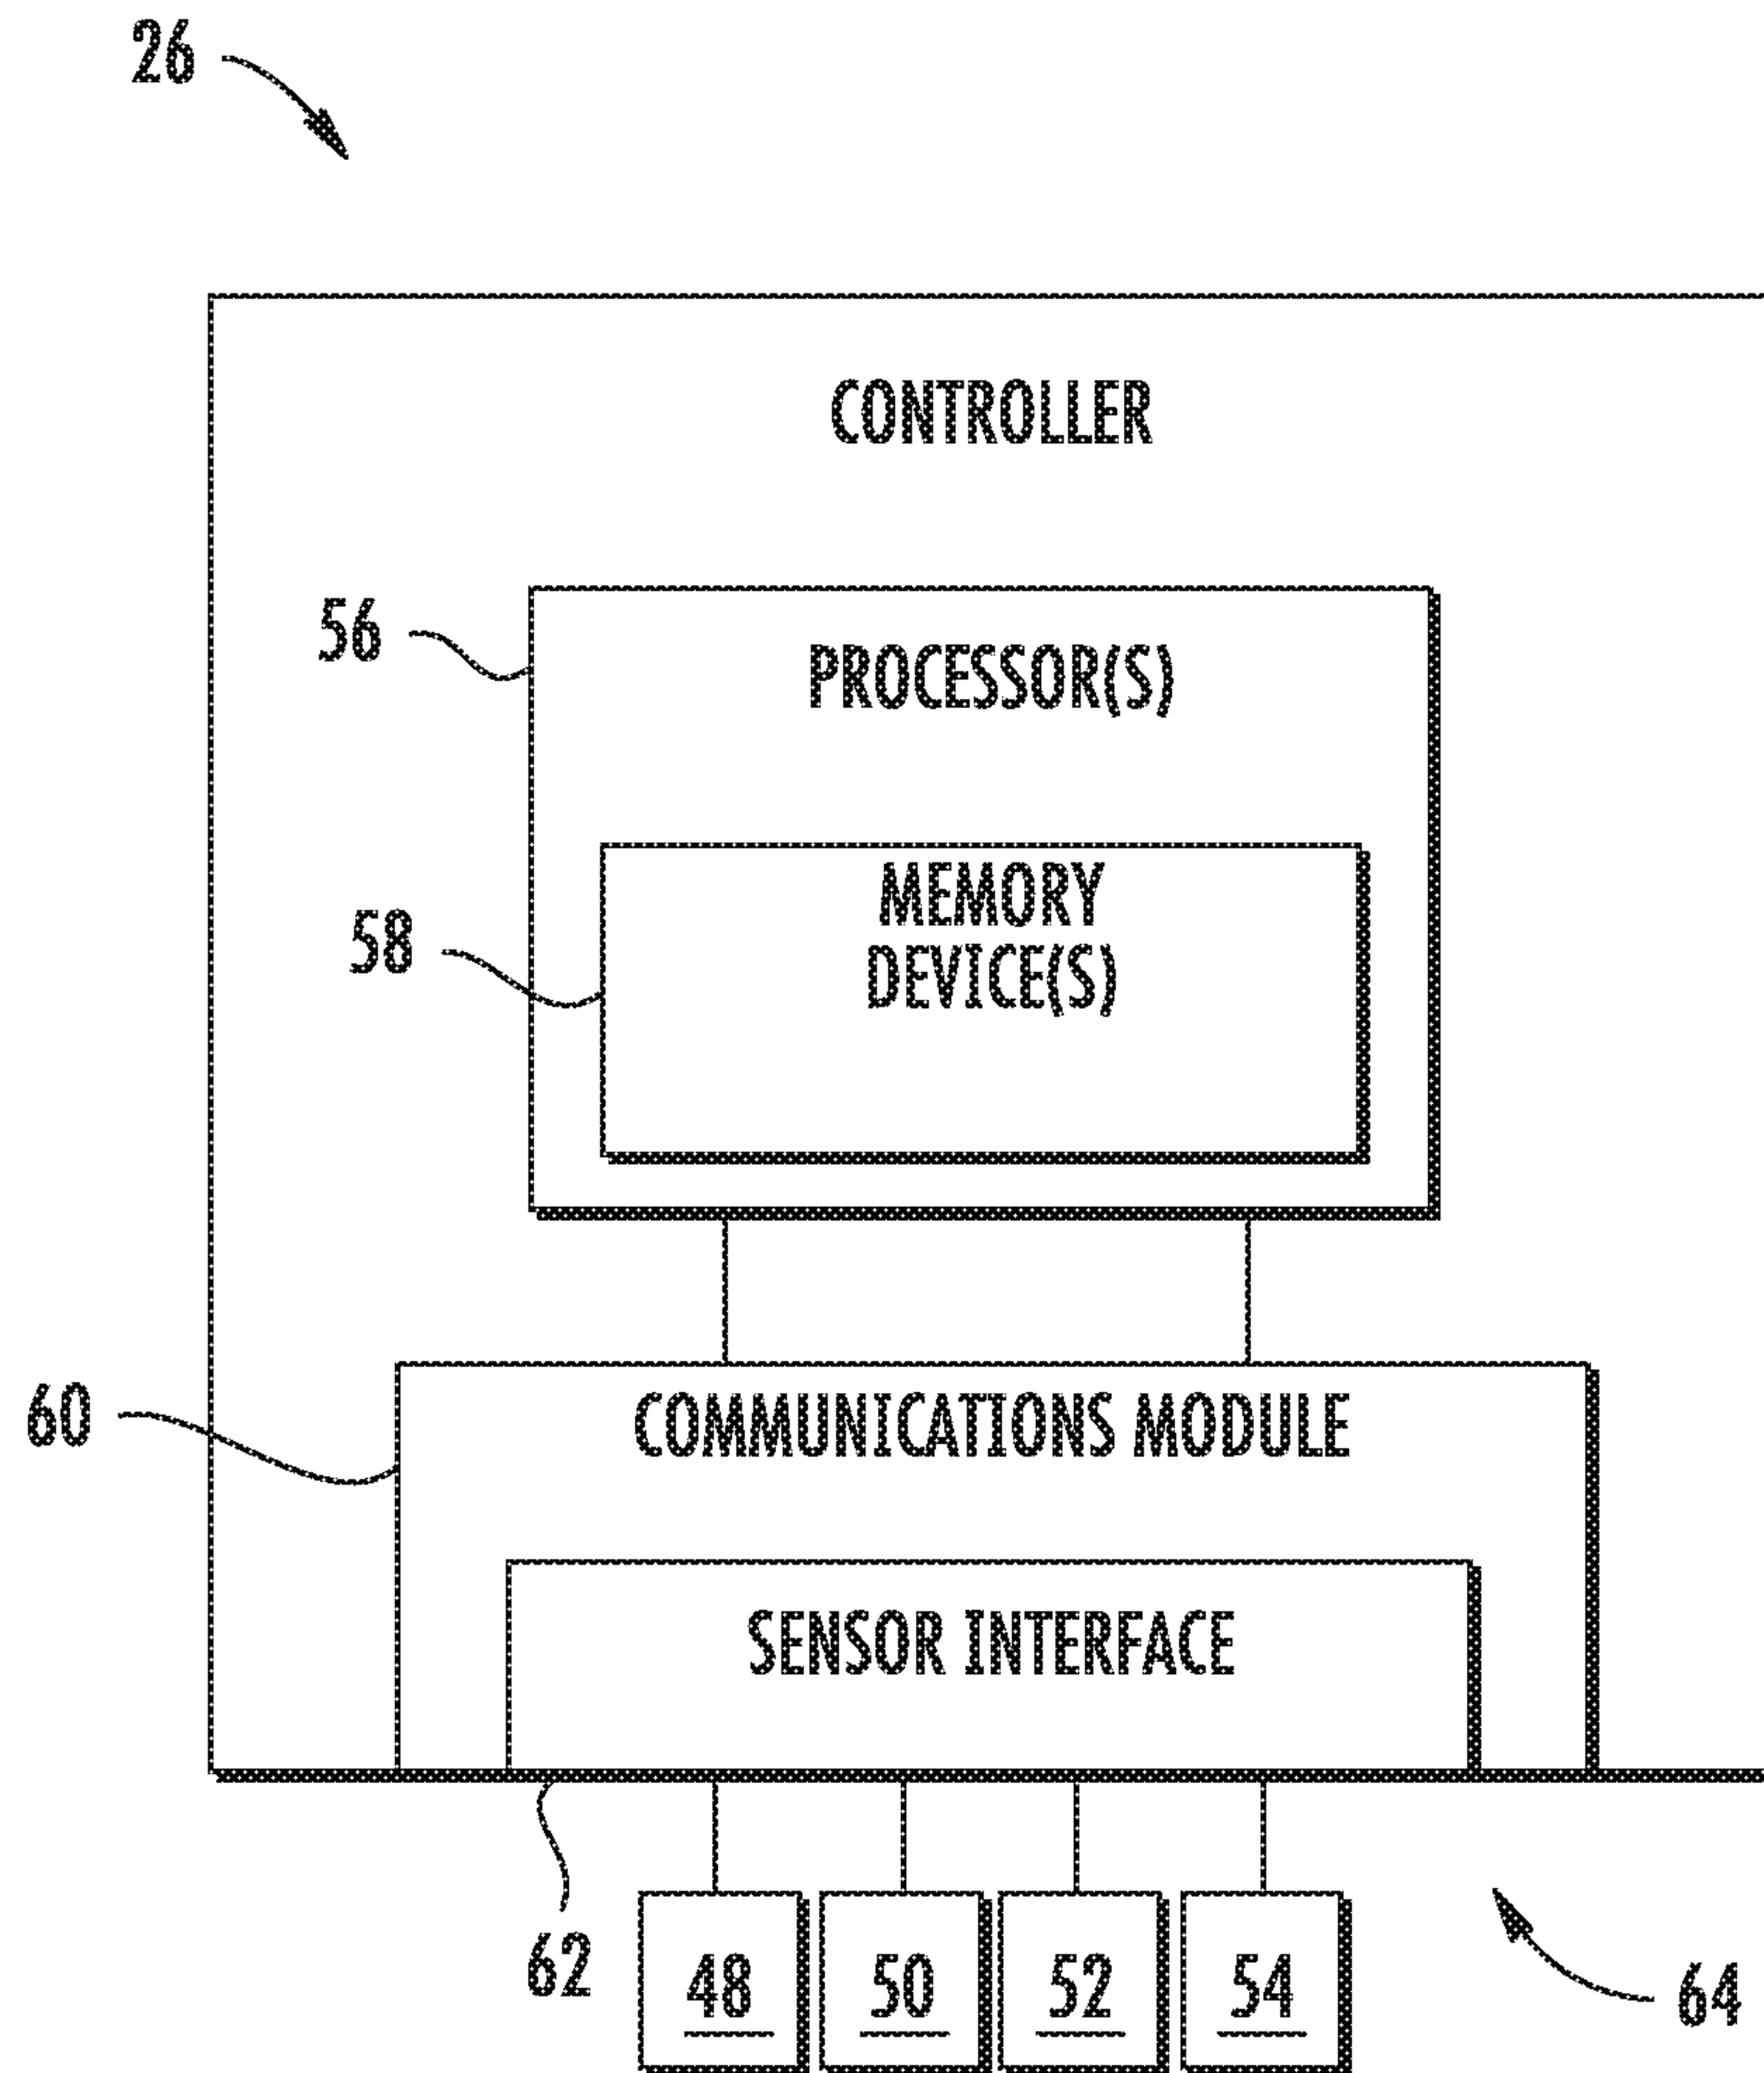 26
CONTROLLER
56
PROCESSOR(S)
58
MEMORY
DEVICE(S)
60
COMMUNICATIONS MODULE
SENSOR INTERFACE
62
48
50
52
54
64